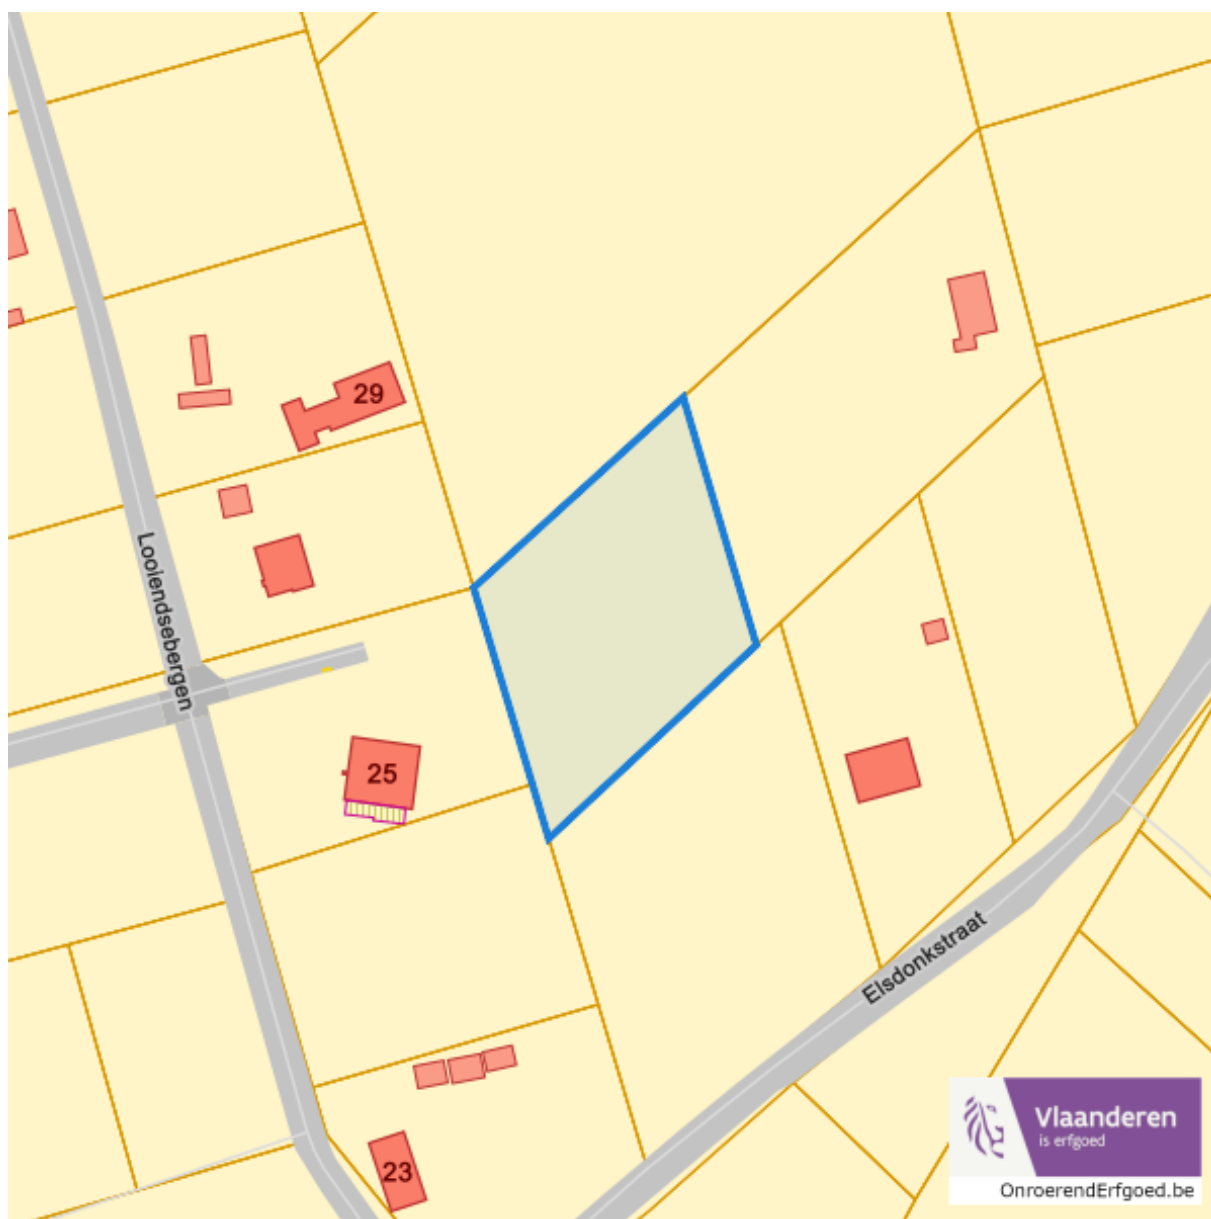 29
Looiendsebergen
25
Elsdonkstraat
23
Vlaanderen
is erfgoed
OnroerendErfgoed.be